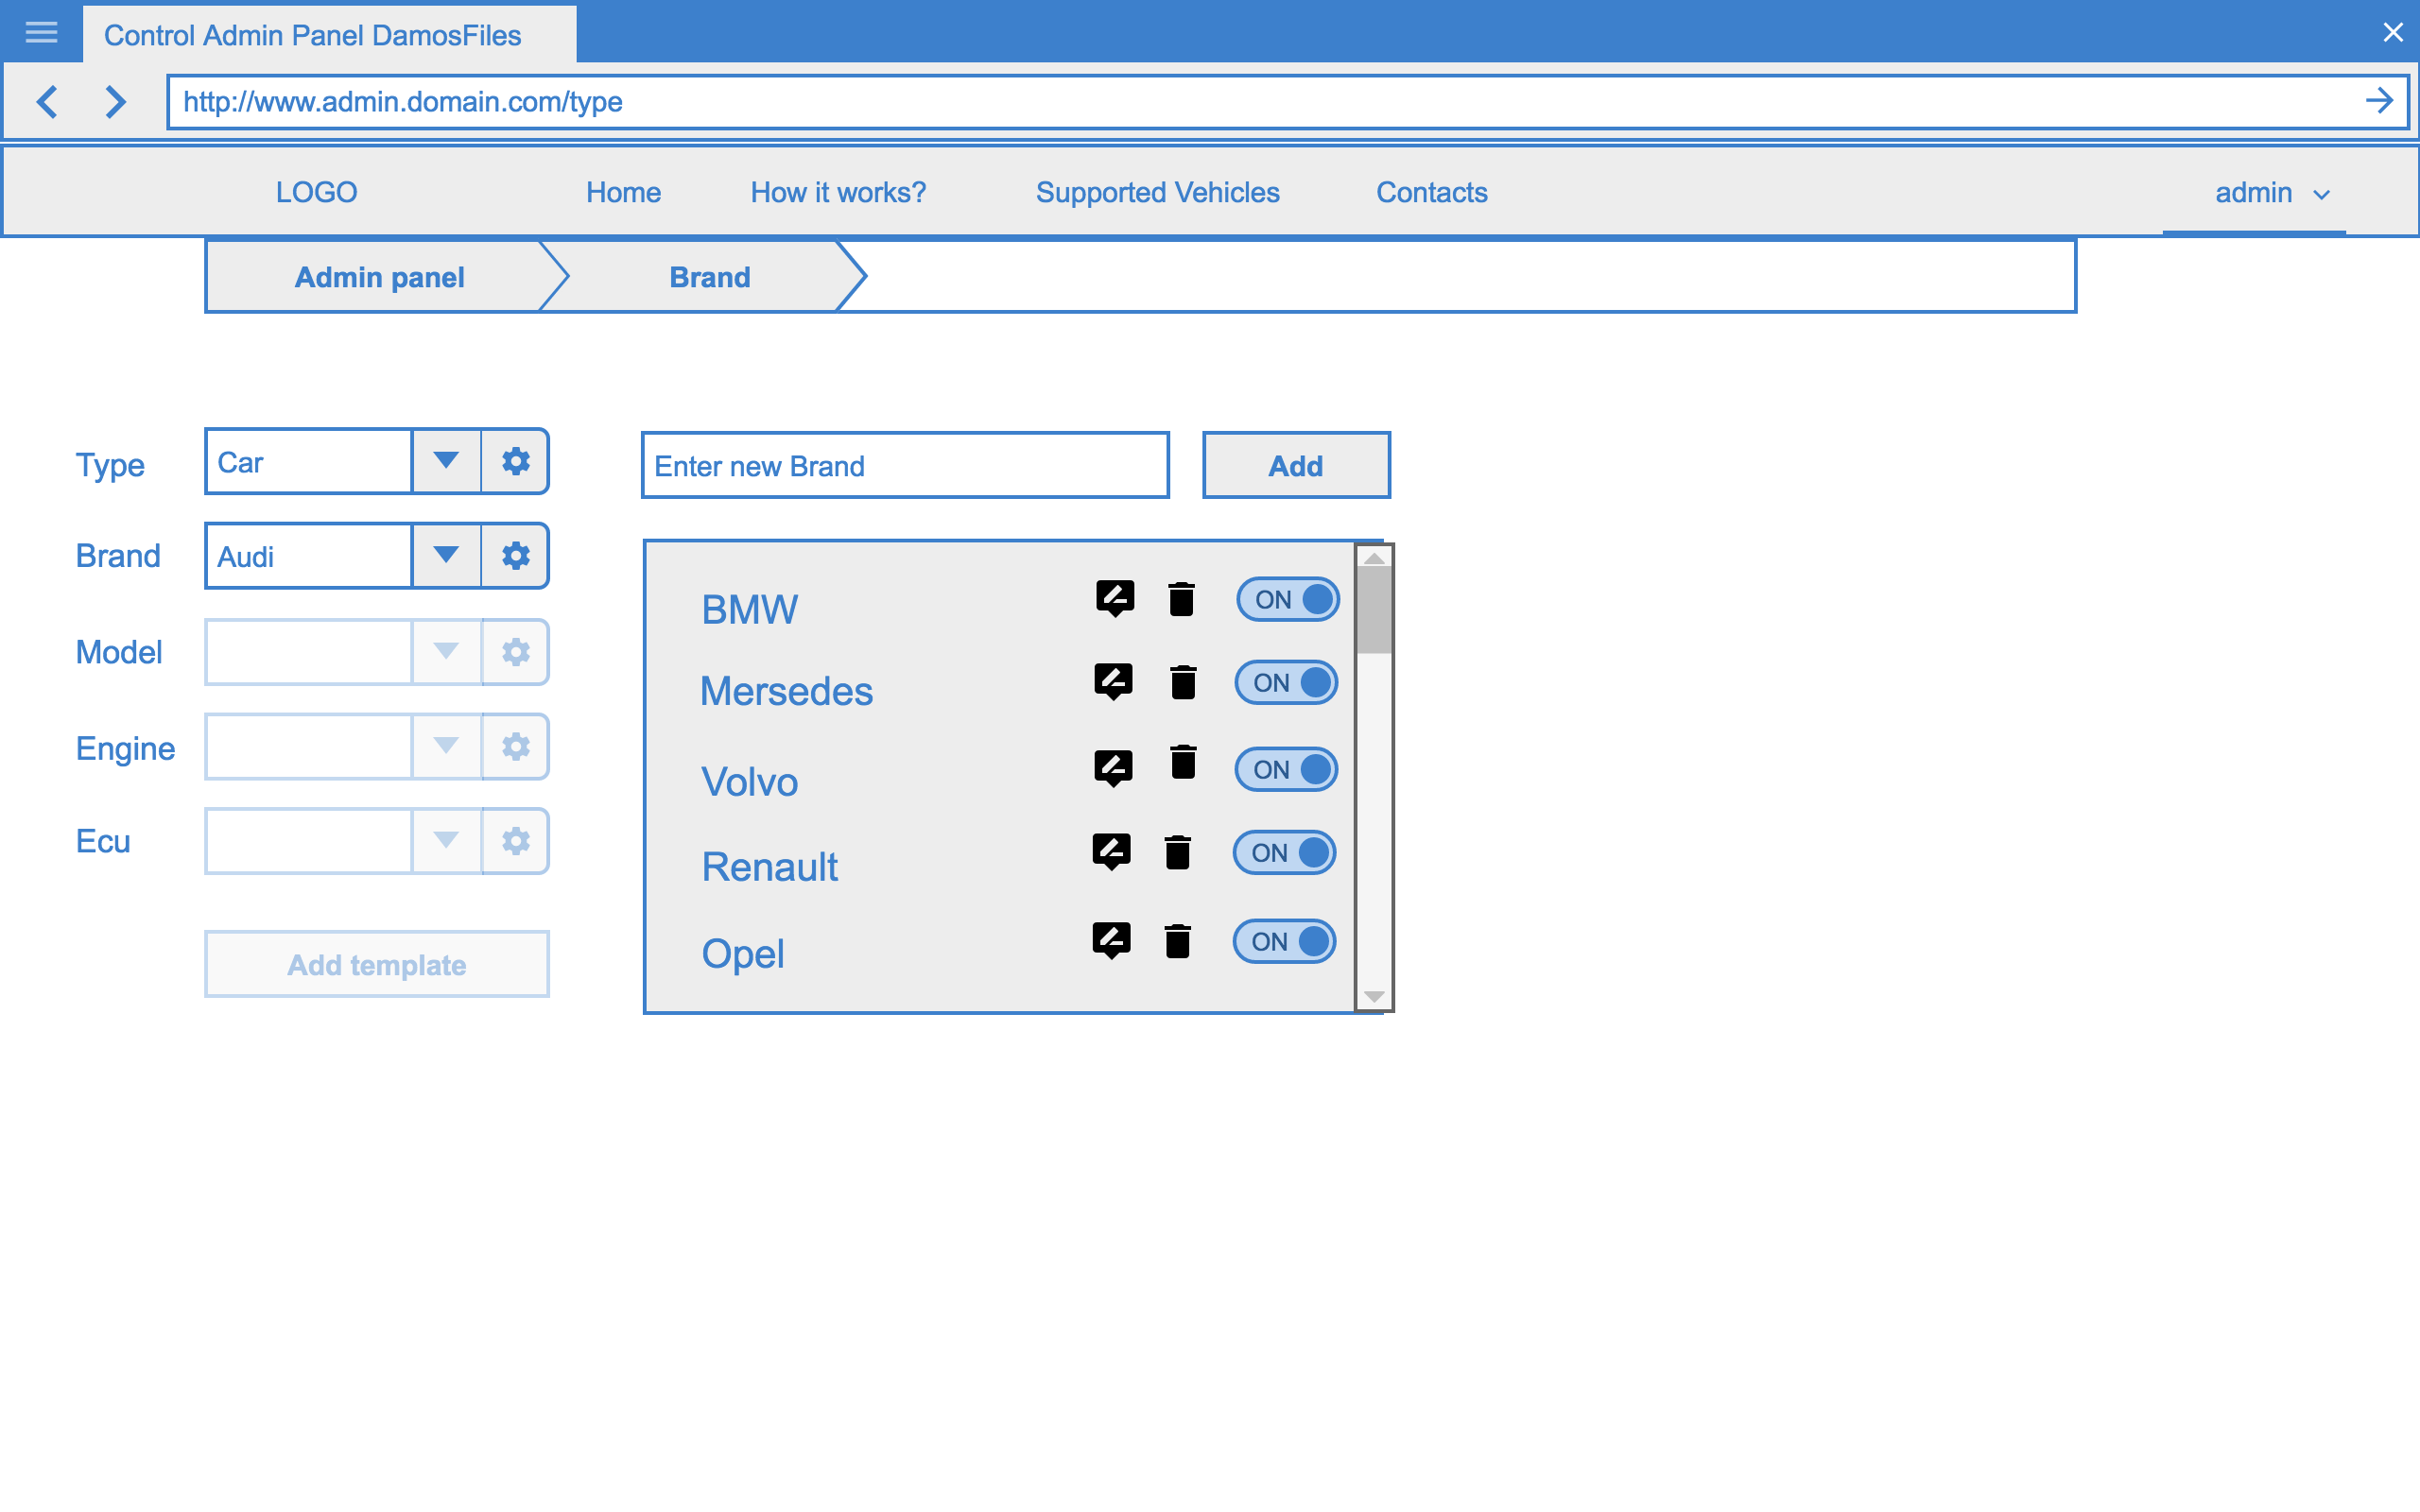 Control Admin Panel DamosFiles
http://www.admin.domain.com/type
LOGO Home How it works? Supported Vehicles Contacts admin
Admin panel Brand
Type Car
Enter new Brand Add
Brand Audi
Model
Engine
Ecu
Add template
BMW ON
Mersedes ON
Volvo ON
Renault ON
Opel ON